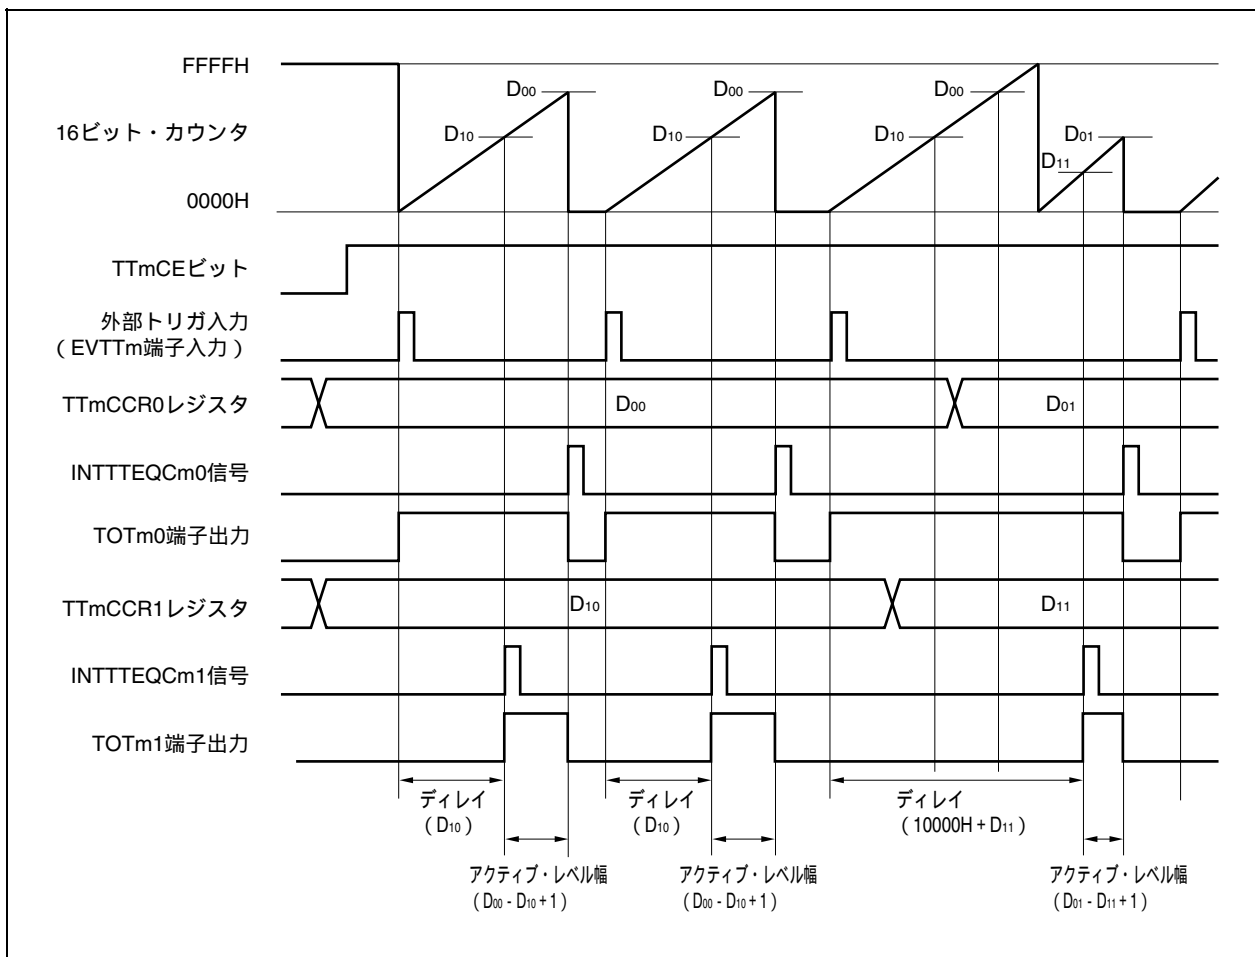 FFFFH
D00
D00
D00
16ビット・カウンタ
D10
D10
D10
D01
D11
0000H
TTmCEビット
外部トリガ入力
(EVTTm端子入力)
TTmCCR0レジスタ
D00
D01
INTTTEQCm0信号
TOTm0端子出力
TTmCCR1レジスタ
D10
D11
INTTTEQCm1信号
TOTm1端子出力
ディレイ
(D10)
ディレイ
(D10)
ディレイ
(10000H + D11)
アクティブ・レベル幅
(D00 - D10 + 1)
アクティブ・レベル幅
(D00 - D10 + 1)
アクティブ・レベル幅
(D01 - D11 + 1)